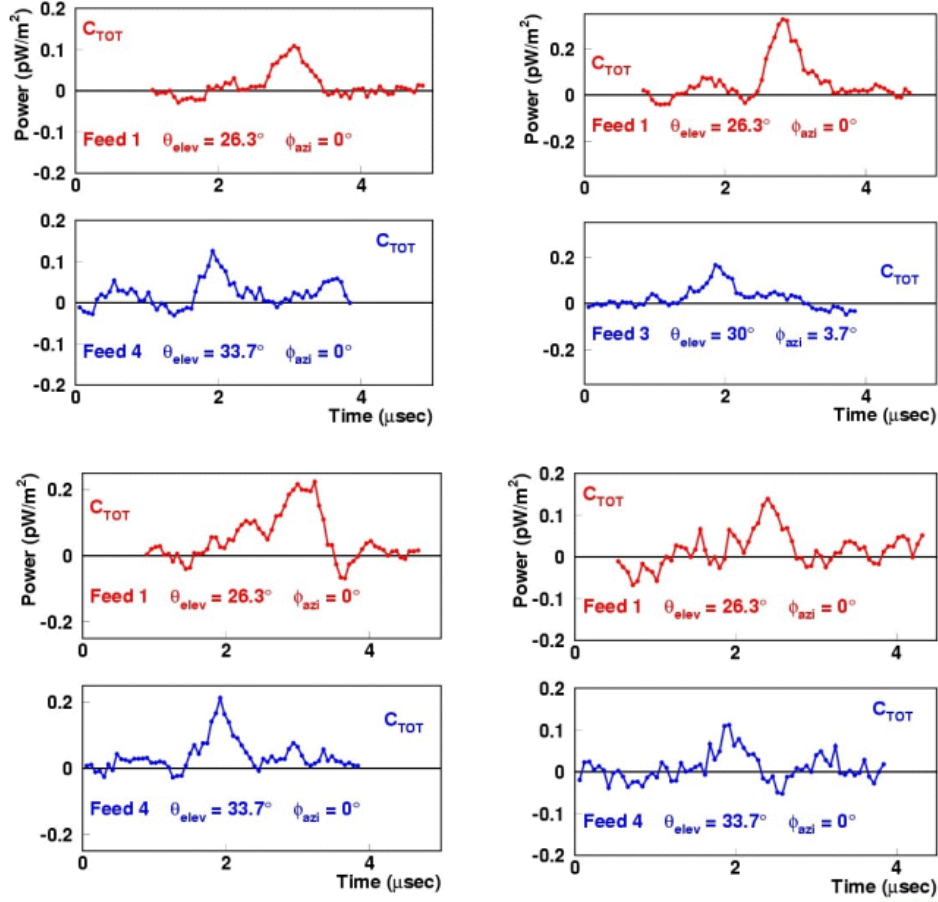 Power (pW/m²)
0.2
0.1
0
-0.1
-0.2
C_TOT
Feed 1 θ_elev = 26.3° ϕ_azi = 0°
0 2 4
0.2
0.1
0
-0.1
-0.2
C_TOT
Feed 4 θ_elev = 33.7° ϕ_azi = 0°
0 2 4
Time (μsec)
Power (pW/m²)
0.2
0
-0.2
C_TOT
Feed 1 θ_elev = 26.3° ϕ_azi = 0°
0 2 4
0.2
0
-0.2
C_TOT
Feed 3 θ_elev = 30° ϕ_azi = 3.7°
0 2 4
Time (μsec)
Power (pW/m²)
0.2
0
-0.2
C_TOT
Feed 1 θ_elev = 26.3° ϕ_azi = 0°
0 2 4
0.2
0
-0.2
C_TOT
Feed 4 θ_elev = 33.7° ϕ_azi = 0°
0 2 4
Time (μsec)
Power (pW/m²)
0.2
0.1
0
-0.1
-0.2
C_TOT
Feed 1 θ_elev = 26.3° ϕ_azi = 0°
0 2 4
0.2
0.1
0
-0.1
-0.2
C_TOT
Feed 4 θ_elev = 33.7° ϕ_azi = 0°
0 2 4
Time (μsec)